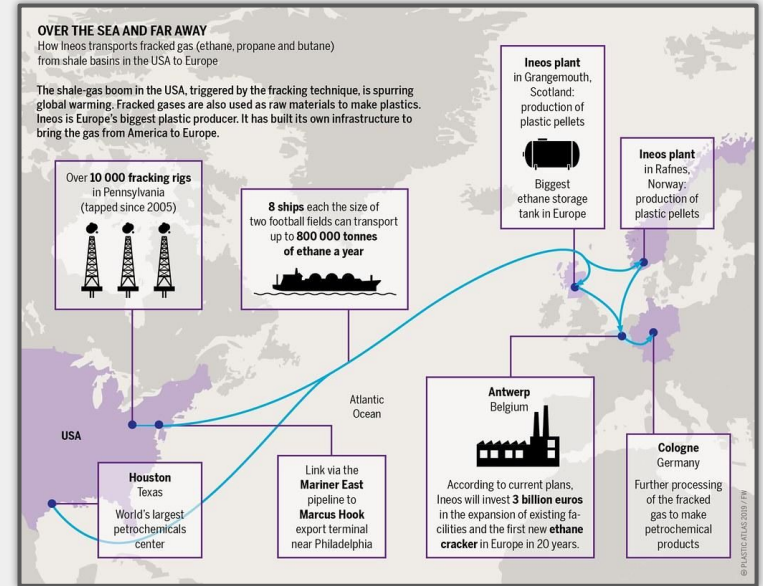 OVER THE SEA AND FAR AWAY
How Ineos transports fracked gas (ethane, propane and butane)
from shale basins in the USA to Europe
The shale-gas boom in the USA, triggered by the fracking technique, is spurring
global warming. Fracked gases are also used as raw materials to make plastics.
Ineos is Europe's biggest plastic producer. It has built its own infrastructure to
bring the gas from America to Europe.
Over 10 000 fracking rigs
in Pennsylvania
(tapped since 2005)
8 ships each the size of
two football fields can transport
up to 800 000 tonnes
of ethane a year
Ineos plant
in Grangemouth,
Scotland:
production of
plastic pellets
Biggest
ethane storage
tank in Europe
Ineos plant
in Rafnes,
Norway:
production of
plastic pellets
Atlantic
Ocean
USA
Houston
Texas
World's largest
petrochemicals
center
Link via the
Mariner East
pipeline to
Marcus Hook
export terminal
near Philadelphia
Antwerp
Belgium
According to current plans,
Ineos will invest 3 billion euros
in the expansion of existing fa-
cilities and the first new ethane
cracker in Europe in 20 years.
Cologne
Germany
Further processing
of the fracked
gas to make
petrochemical
products
© PLASTIC ATLAS 2019 / FW